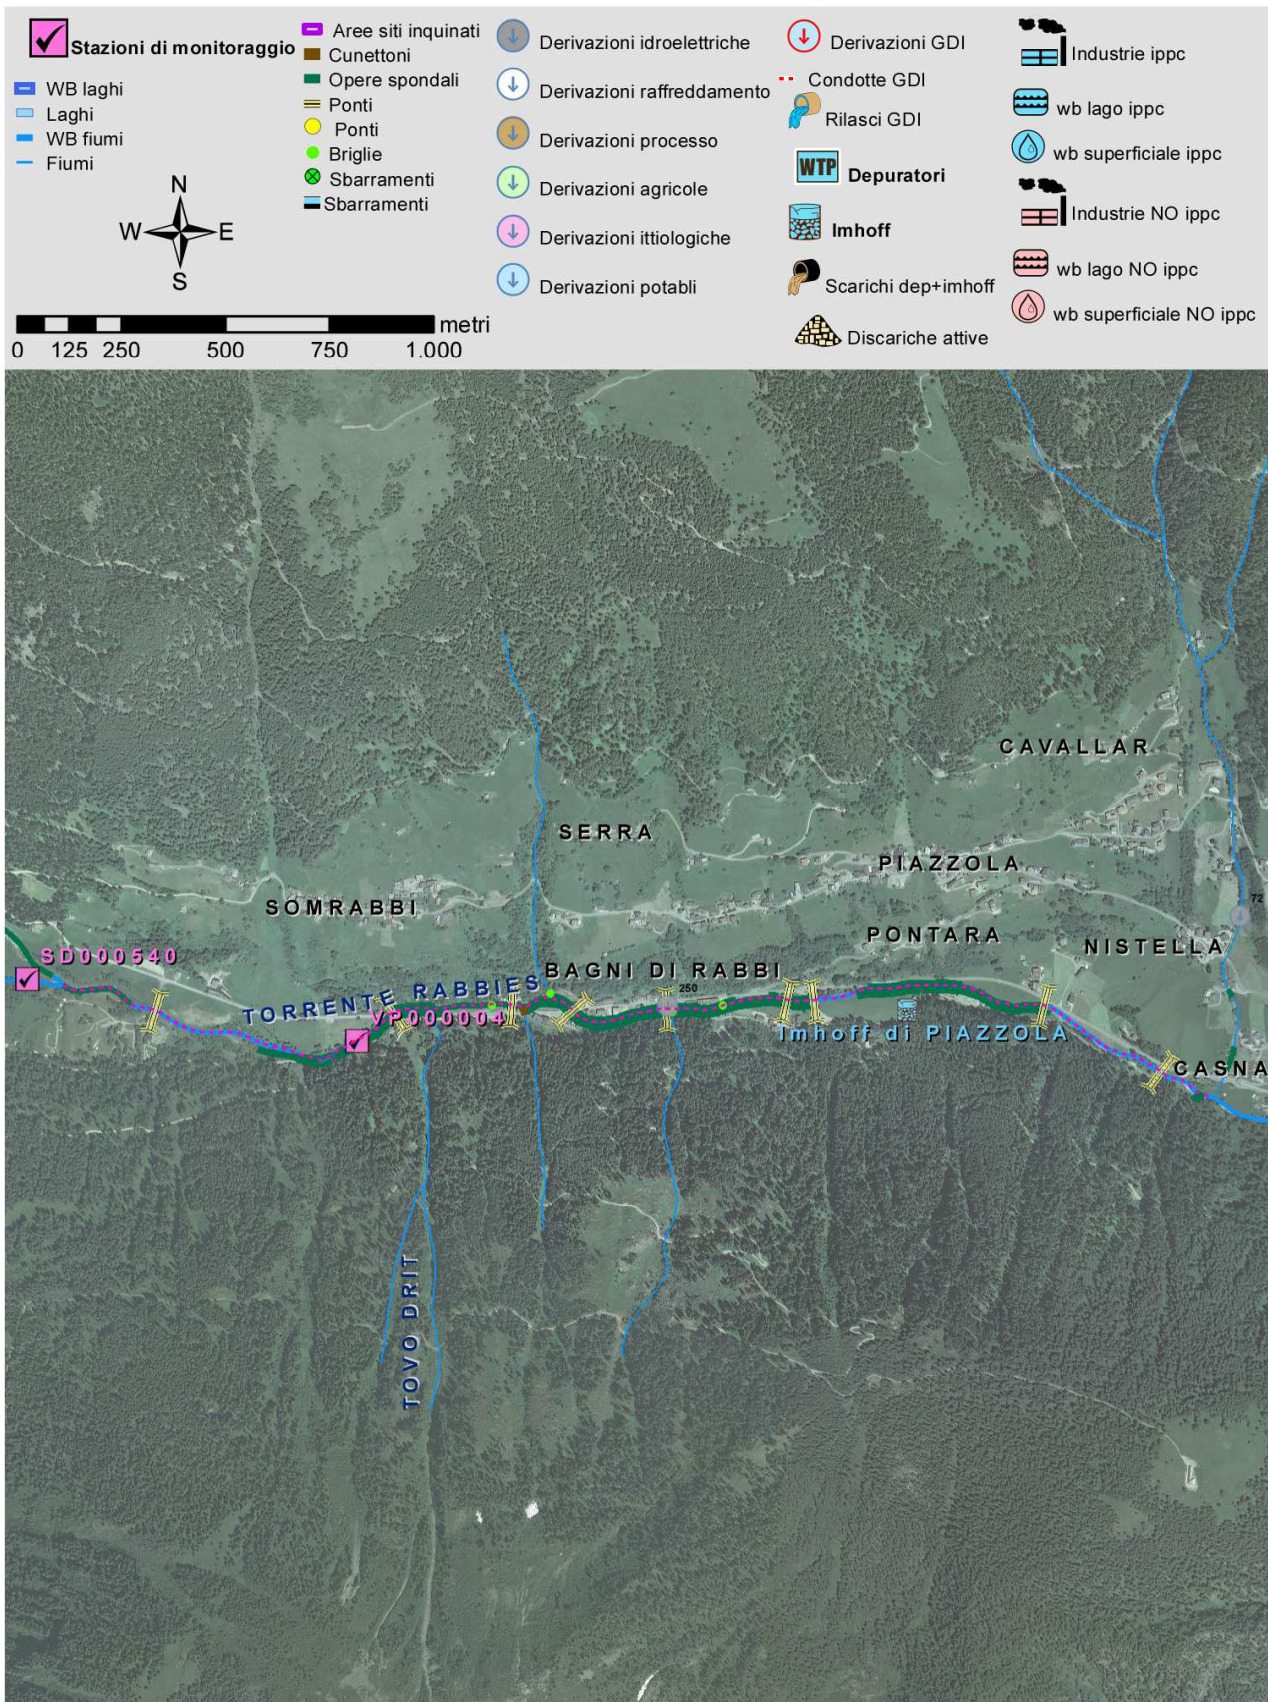 Stazioni di monitoraggio
WB laghi
Laghi
WB fiumi
Fiumi
N
W E
S
metri
0 125 250 500 750 1.000
Aree siti inquinati
Cunettoni
Opere spondali
Ponti
Ponti
Briglie
Sbarramenti
Sbarramenti
Derivazioni idroelettriche
Derivazioni raffreddamento
Derivazioni processo
Derivazioni agricole
Derivazioni ittiologiche
Derivazioni potabli
Derivazioni GDI
Condotte GDI
Rilasci GDI
WTP Depuratori
Imhoff
Scarichi dep+imhoff
Discariche attive
Industrie ippc
wb lago ippc
wb superficiale ippc
Industrie NO ippc
wb lago NO ippc
wb superficiale NO ippc
CAVALLAR
SERRA
PIAZZOLA
SOMRABBI
72
PONTARA
NISTELLA
SD000540
BAGNI DI RABBI
250
TORRENTE RABBIES
VP000004
Imhoff di PIAZZOLA
CASNA
TOVO DRIT